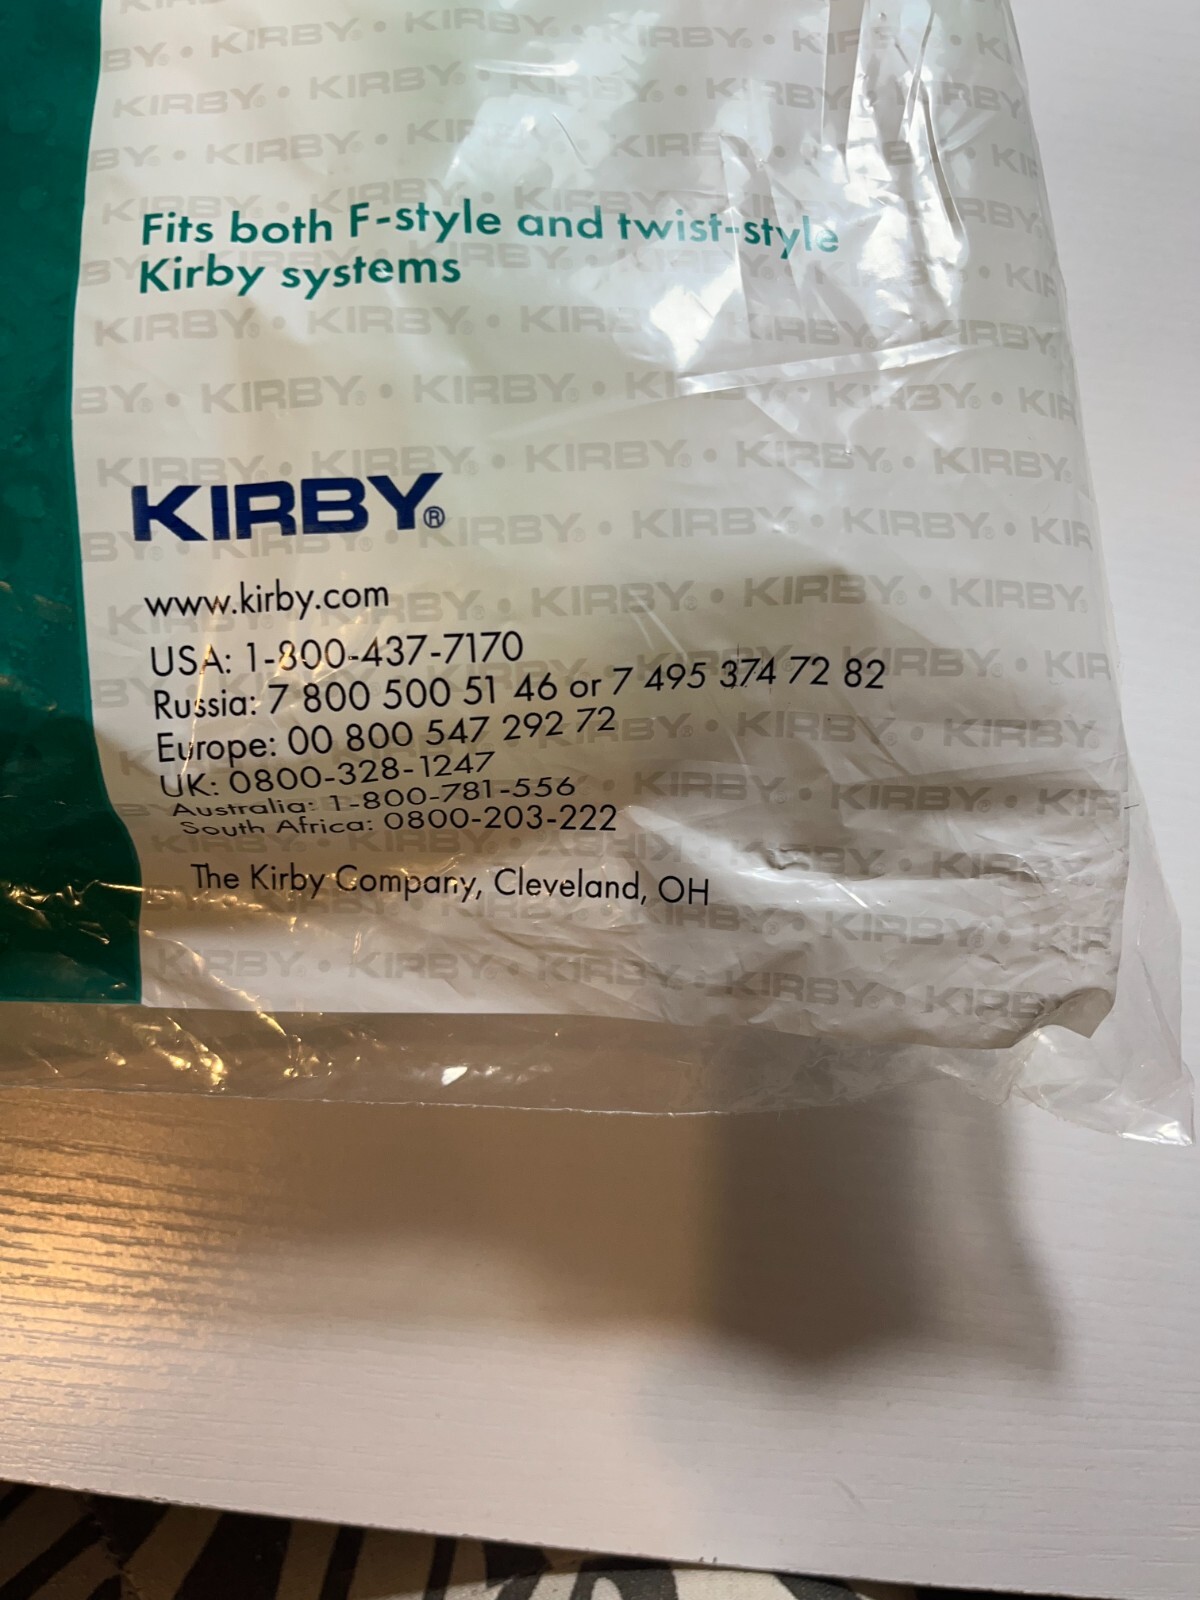 Fits both F-style and twist-style
Kirby systems
KIRBY®
www.kirby.com
USA: 1-800-437-7170
Russia: 7 800 500 51 46 or 7 495 374 72 82
Europe: 00 800 547 292 72
UK: 0800-328-1247
Australia: 1-800-781-556
South Africa: 0800-203-222
The Kirby Company, Cleveland, OH